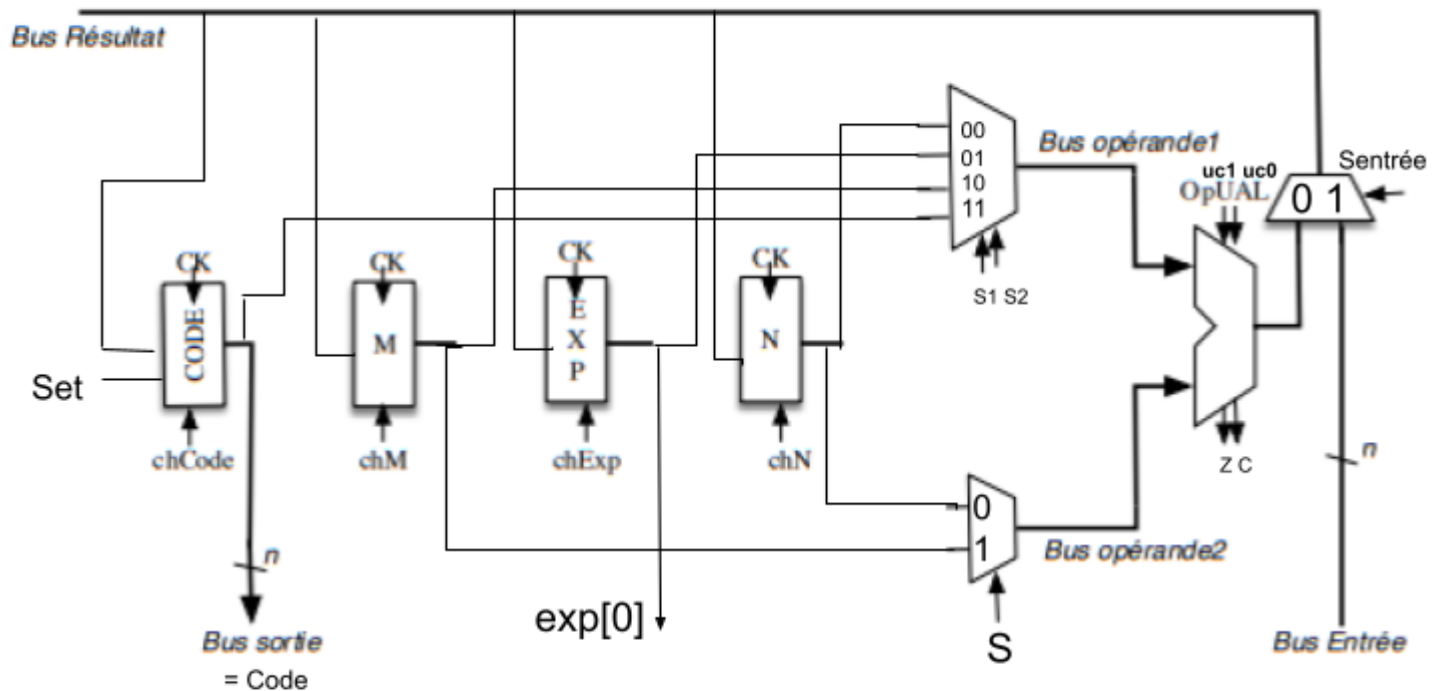 Bus Résultat
00
01
10
11
S1 S2
Bus opérande1
uc1 uc0
OpUAL
Sentrée
0 1
CK
CODE
Set
chCode
CK
M
chM
CK
EXP
chExp
CK
N
chN
Z C
n
0
1
S
Bus opérande2
n
exp[0]
Bus sortie
= Code
Bus Entrée